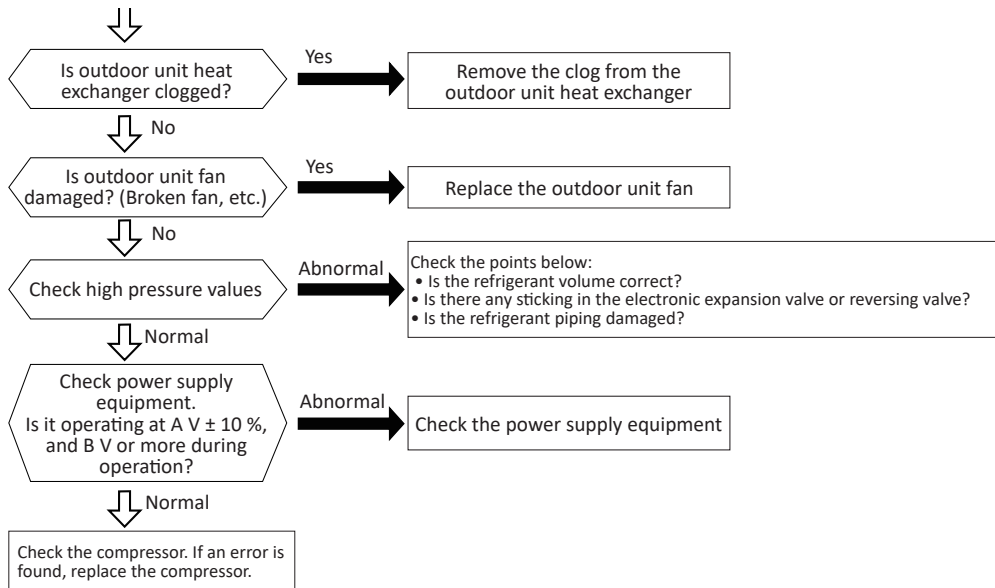 Is outdoor unit heat
exchanger clogged?
Yes
Remove the clog from the
outdoor unit heat exchanger
No
Is outdoor unit fan
damaged? (Broken fan, etc.)
Yes
Replace the outdoor unit fan
No
Check high pressure values
Abnormal
Check the points below:
• Is the refrigerant volume correct?
• Is there any sticking in the electronic expansion valve or reversing valve?
• Is the refrigerant piping damaged?
Normal
Check power supply
equipment.
Is it operating at A V ± 10 %,
and B V or more during
operation?
Abnormal
Check the power supply equipment
Normal
Check the compressor. If an error is
found, replace the compressor.